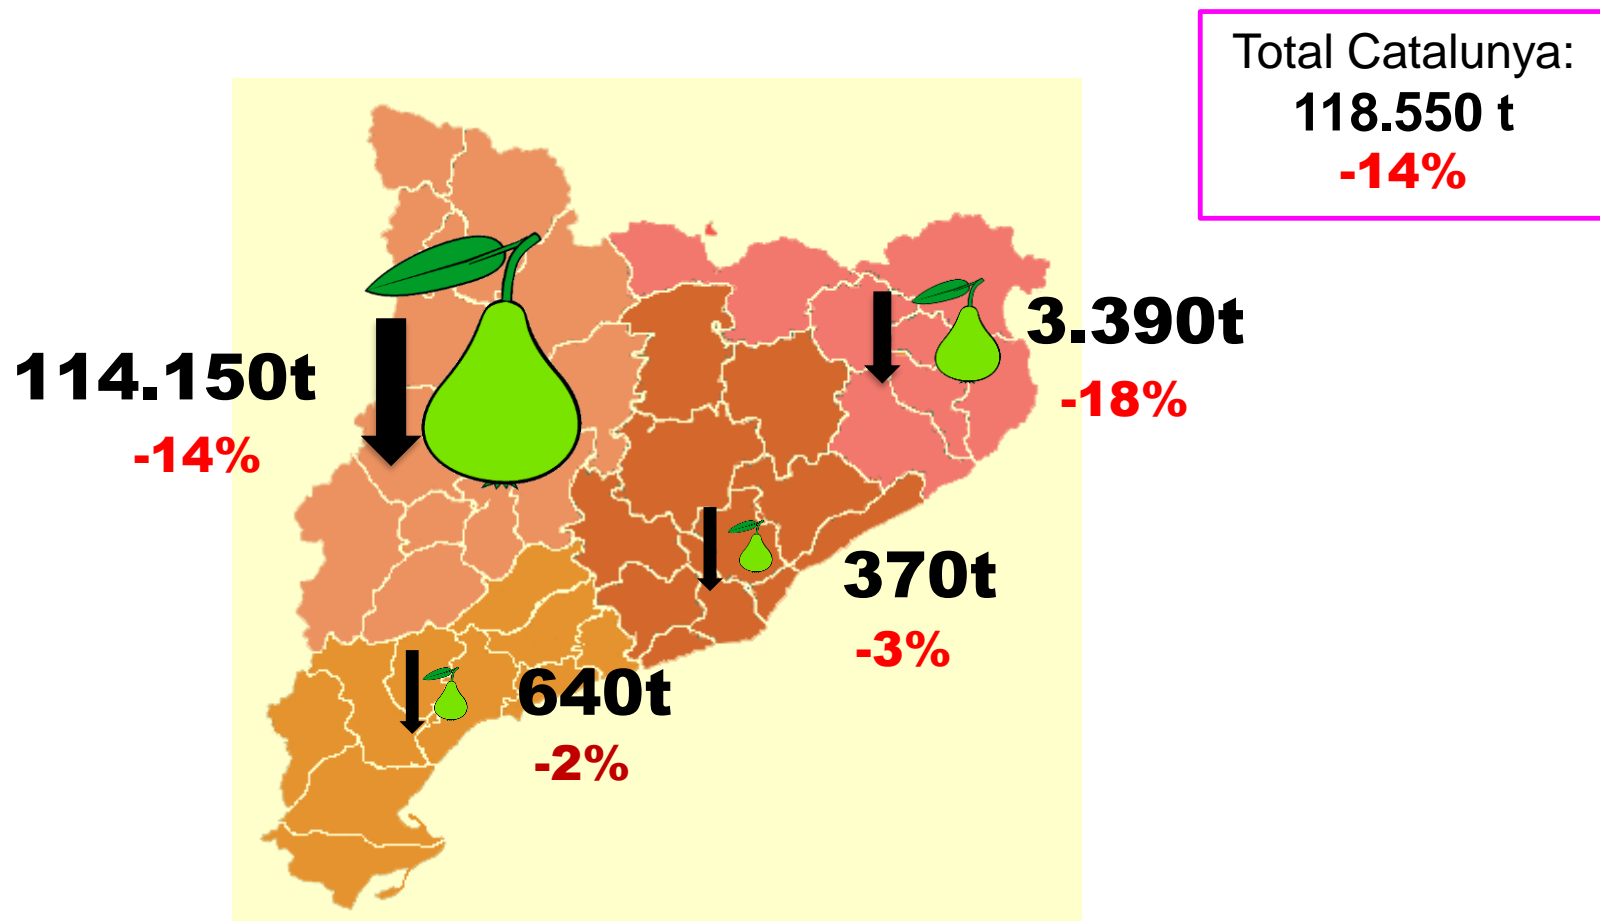 Total Catalunya:
118.550 t
-14%
3.390t
-18%
114.150t
-14%
370t
-3%
640t
-2%